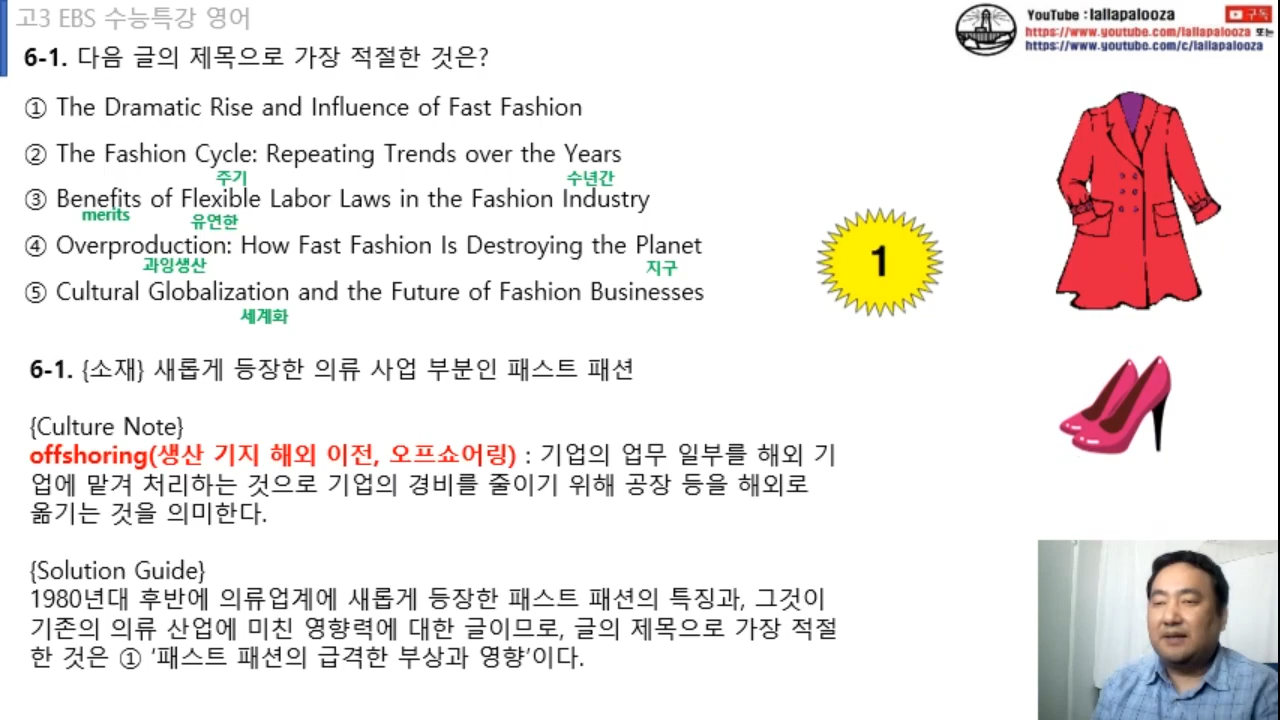 고3 EBS 수능특강 영어
YouTube : lallapalooza
구독
https://www.youtube.com/lallapalooza 또는
https://www.youtube.com/c/lallapalooza
6-1. 다음 글의 제목으로 가장 적절한 것은?
① The Dramatic Rise and Influence of Fast Fashion
② The Fashion Cycle: Repeating Trends over the Years
주기 수년간
③ Benefits of Flexible Labor Laws in the Fashion Industry
merits 유연한
④ Overproduction: How Fast Fashion Is Destroying the Planet
과잉생산 지구
⑤ Cultural Globalization and the Future of Fashion Businesses
세계화
1
6-1. {소재} 새롭게 등장한 의류 사업 부분인 패스트 패션
{Culture Note}
offshoring(생산 기지 해외 이전, 오프쇼어링) : 기업의 업무 일부를 해외 기
업에 맡겨 처리하는 것으로 기업의 경비를 줄이기 위해 공장 등을 해외로
옮기는 것을 의미한다.
{Solution Guide}
1980년대 후반에 의류업계에 새롭게 등장한 패스트 패션의 특징과, 그것이
기존의 의류 산업에 미친 영향력에 대한 글이므로, 글의 제목으로 가장 적절
한 것은 ① ‘패스트 패션의 급격한 부상과 영향’이다.